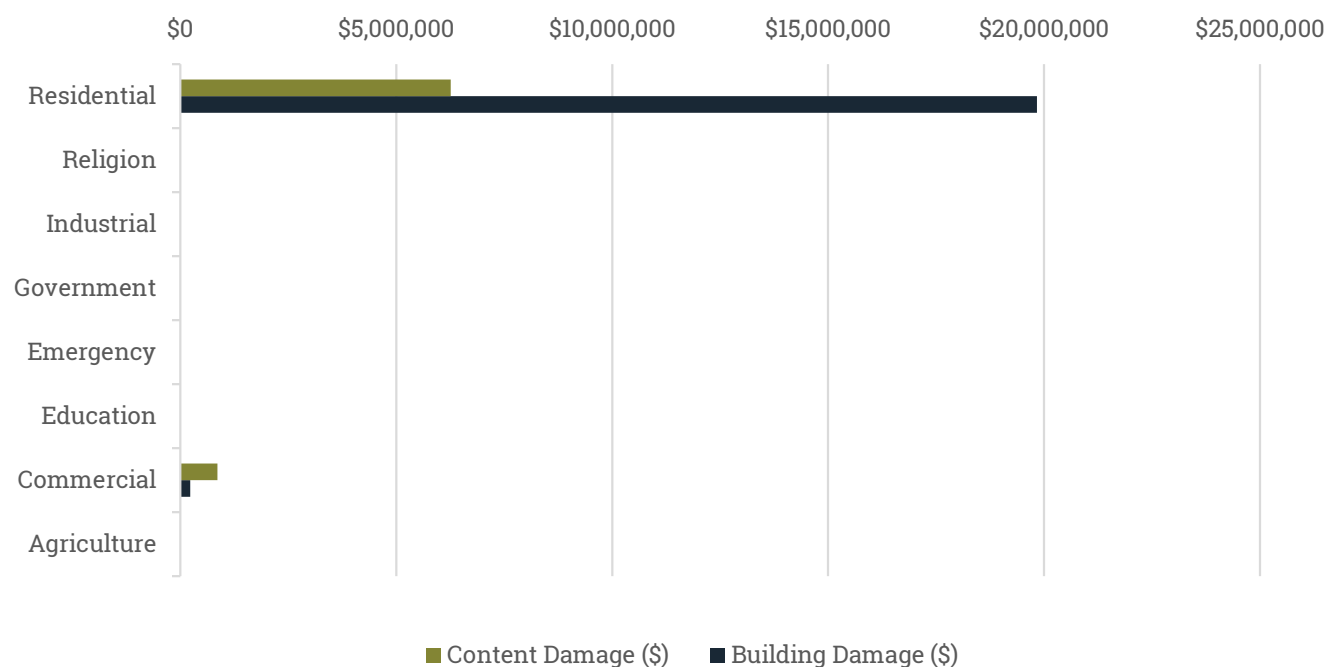 $0 $5,000,000 $10,000,000 $15,000,000 $20,000,000 $25,000,000
Residential
Religion
Industrial
Government
Emergency
Education
Commercial
Agriculture
Content Damage ($) Building Damage ($)